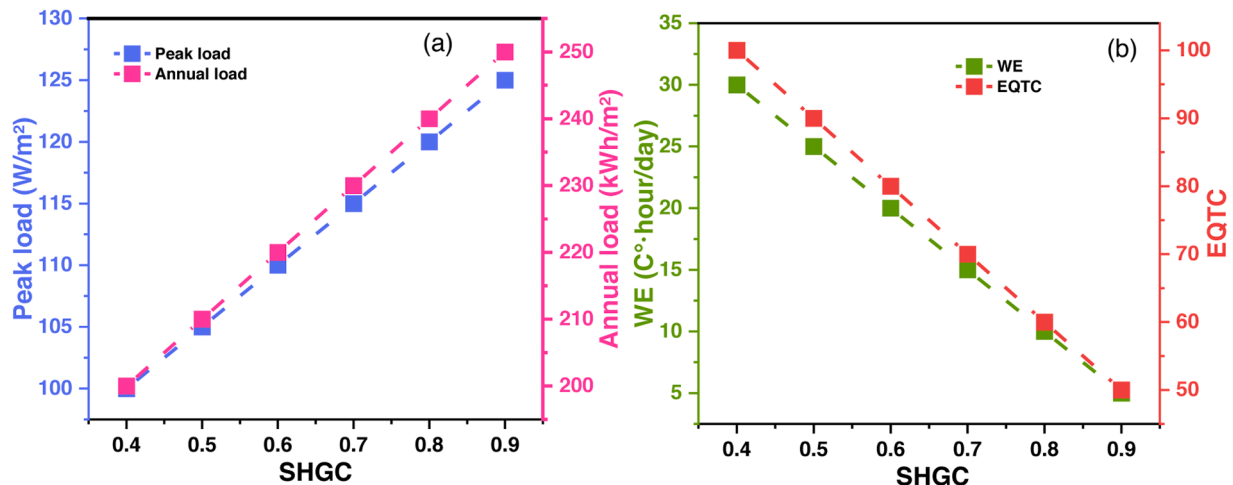 (a)
Peak load
Annual load
Peak load (W/m²)
130
125
120
115
110
105
100
Annual load (kWh/m²)
250
240
230
220
210
200
0.4 0.5 0.6 0.7 0.8 0.9
SHGC
(b)
WE
EQTC
WE (C°·hour/day)
35
30
25
20
15
10
5
EQTC
100
90
80
70
60
50
0.4 0.5 0.6 0.7 0.8 0.9
SHGC